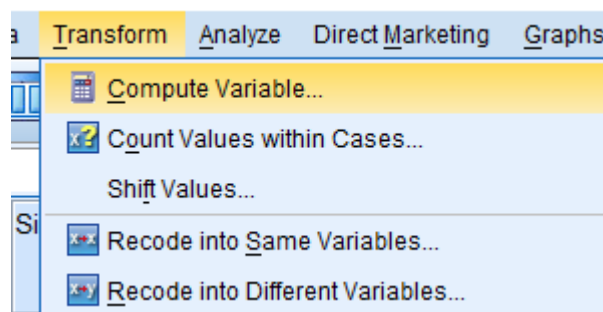 a Transform Analyze Direct Marketing Graphs
Compute Variable...
Count Values within Cases...
Shift Values...
Si
Recode into Same Variables...
Recode into Different Variables...